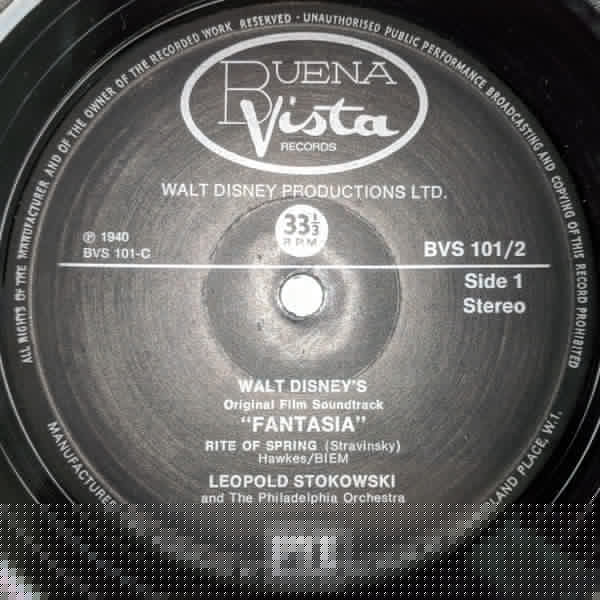 ALL RIGHTS OF THE MANUFACTURER AND OF THE OWNER OF THE RECORDED WORK RESERVED · UNAUTHORISED PUBLIC PERFORMANCE BROADCASTING AND COPYING OF THIS RECORD PROHIBITED
BUENA
Vista
RECORDS
WALT DISNEY PRODUCTIONS LTD.
33⅓
RPM
℗ 1940
BVS 101-C
BVS 101/2
Side 1
Stereo
WALT DISNEY'S
Original Film Soundtrack
"FANTASIA"
RITE OF SPRING (Stravinsky)
Hawkes/BIEM
LEOPOLD STOKOWSKI
and The Philadelphia Orchestra
PLACE, W.1.